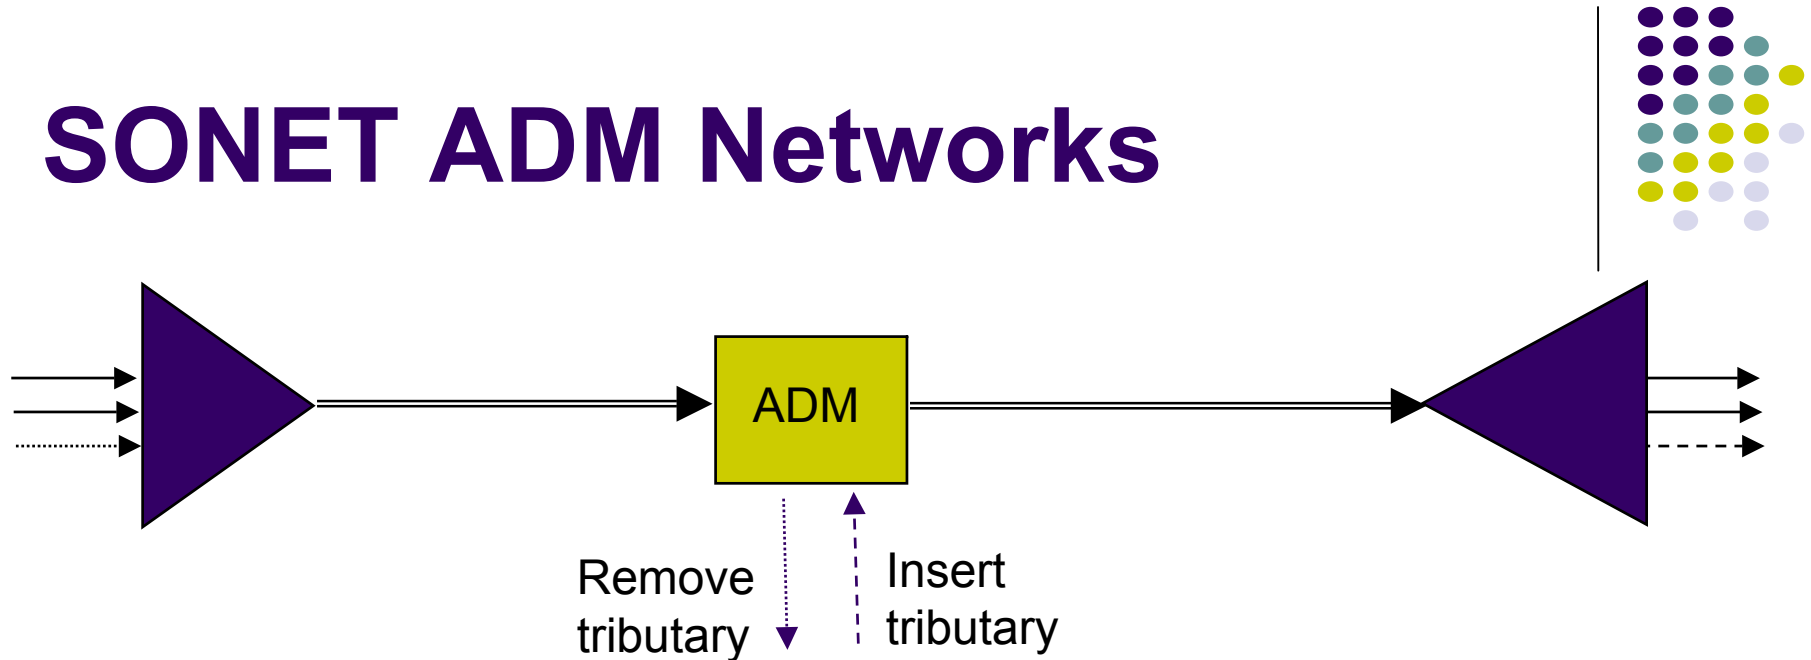 SONET ADM Networks
ADM
Remove
tributary
Insert
tributary